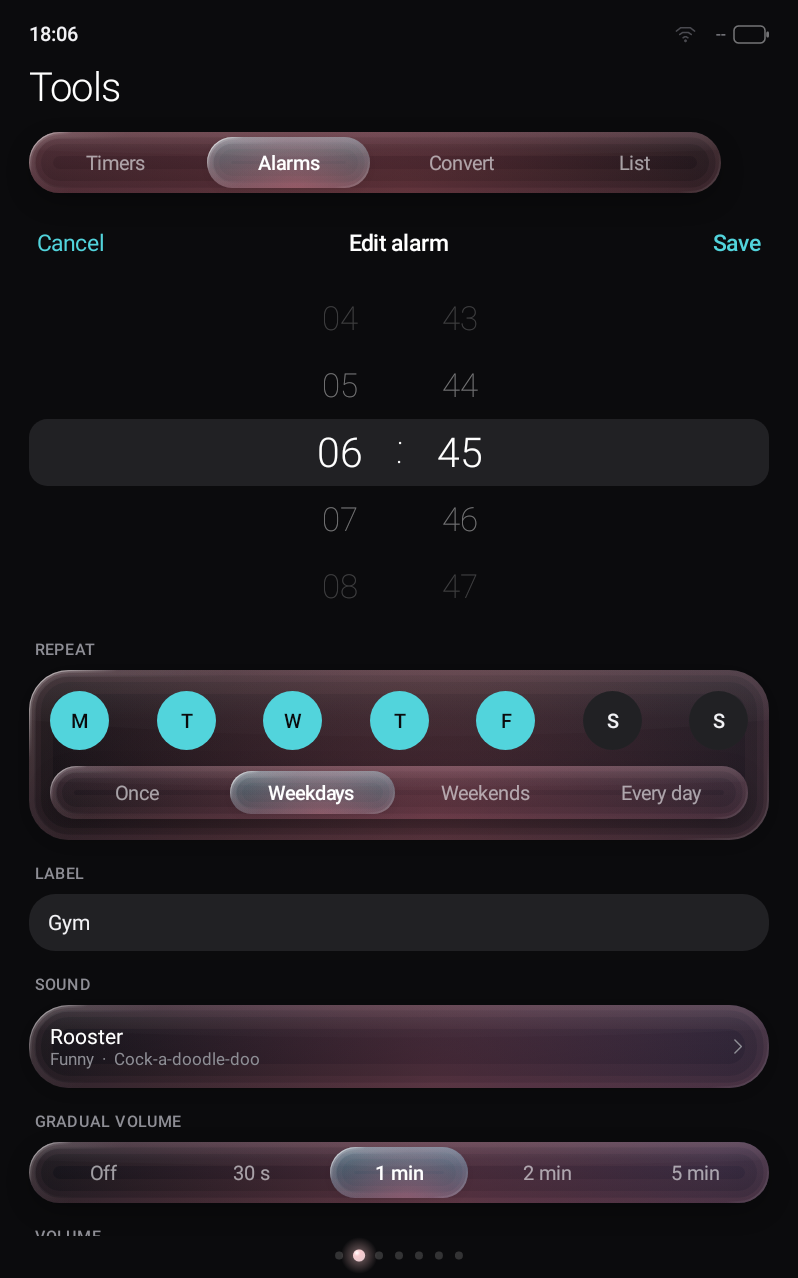 18:06 --
Tools
Timers Alarms Convert List
Cancel Edit alarm Save
04 43
05 44
06 : 45
07 46
08 47
REPEAT
M T W T F S S
Once Weekdays Weekends Every day
LABEL
Gym
SOUND
Rooster
Funny · Cock-a-doodle-doo
GRADUAL VOLUME
Off 30 s 1 min 2 min 5 min
VOLUME